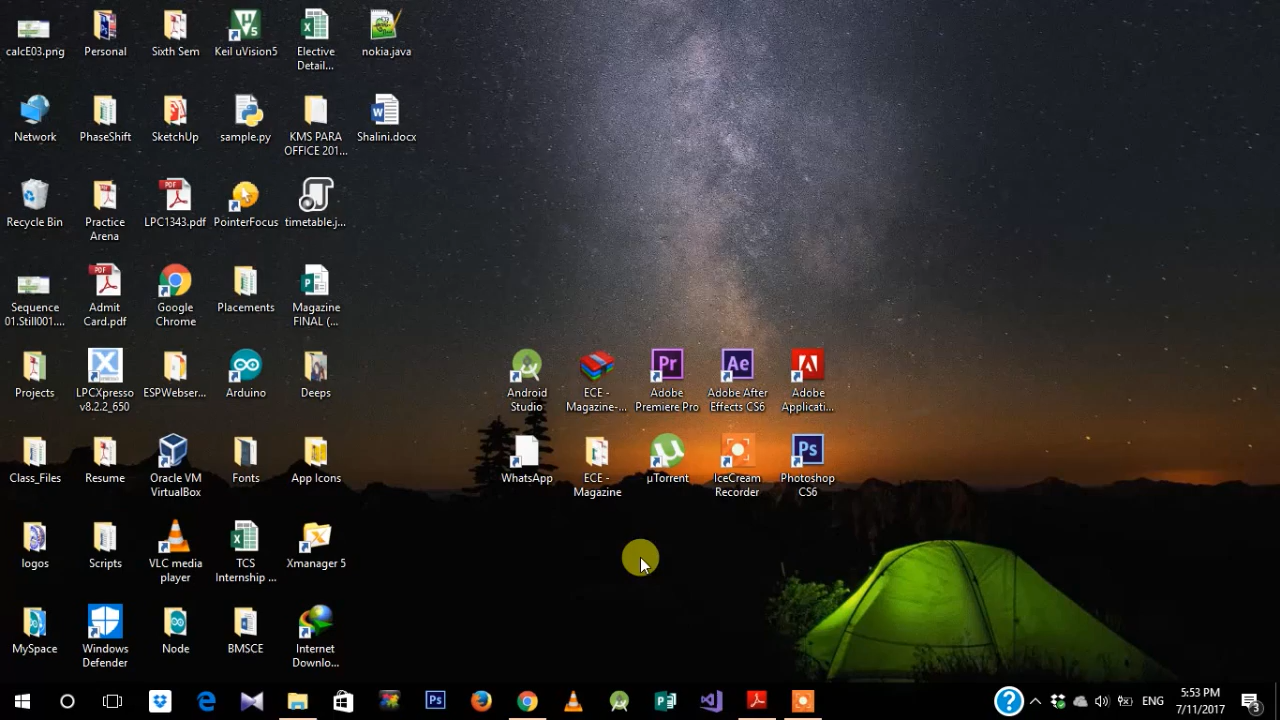 calcE03.png
Personal
Sixth Sem
Keil uVision5
Elective
Detail...
nokia.java
Network
PhaseShift
SketchUp
sample.py
KMS PARA
OFFICE 201...
Shalini.docx
Recycle Bin
Practice
Arena
LPC1343.pdf
PointerFocus
timetable.j...
Sequence
01.Still001....
Admit
Card.pdf
Google
Chrome
Placements
Magazine
FINAL (...
Projects
LPCXpresso
v8.2.2_650
ESPWebser...
Arduino
Deeps
Android
Studio
ECE -
Magazine-...
Adobe
Premiere Pro
Adobe After
Effects CS6
Adobe
Applicati...
Class_Files
Resume
Oracle VM
VirtualBox
Fonts
App Icons
WhatsApp
ECE -
Magazine
µTorrent
IceCream
Recorder
Photoshop
CS6
logos
Scripts
VLC media
player
TCS
Internship ...
Xmanager 5
MySpace
Windows
Defender
Node
BMSCE
Internet
Downlo...
ENG
5:53 PM
7/11/2017
3